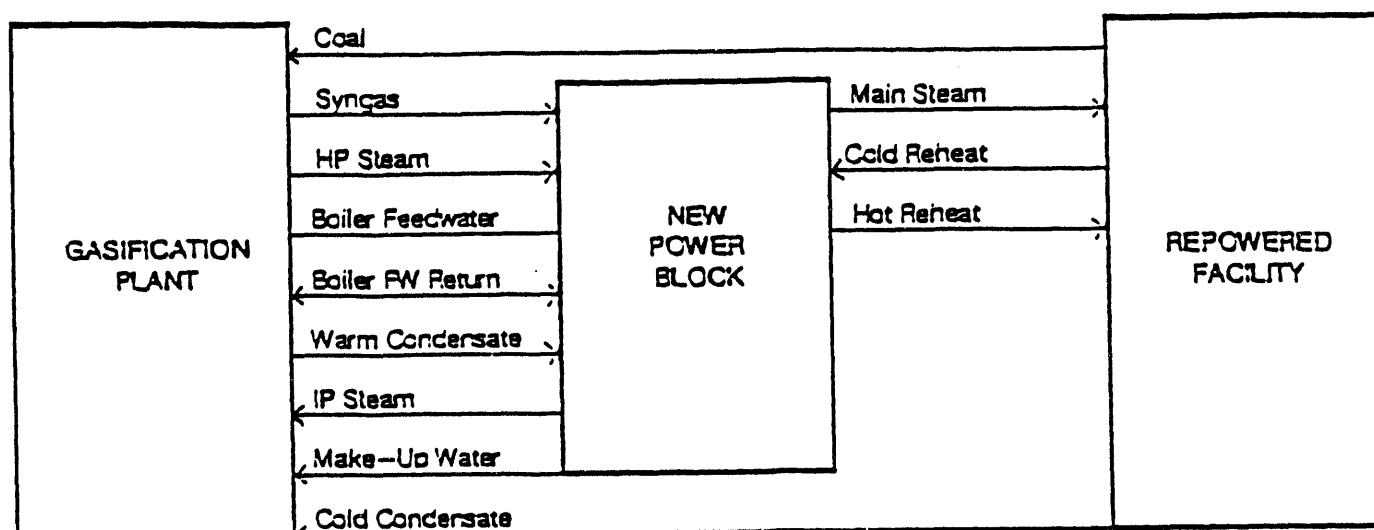 Coal
Syngas
Main Steam
HP Steam
Cold Reheat
Boiler Feedwater
Hot Reheat
GASIFICATION
PLANT
NEW
POWER
BLOCK
REPOWERED
FACILITY
Boiler FW Return
Warm Condensate
IP Steam
Make-Up Water
Cold Condensate